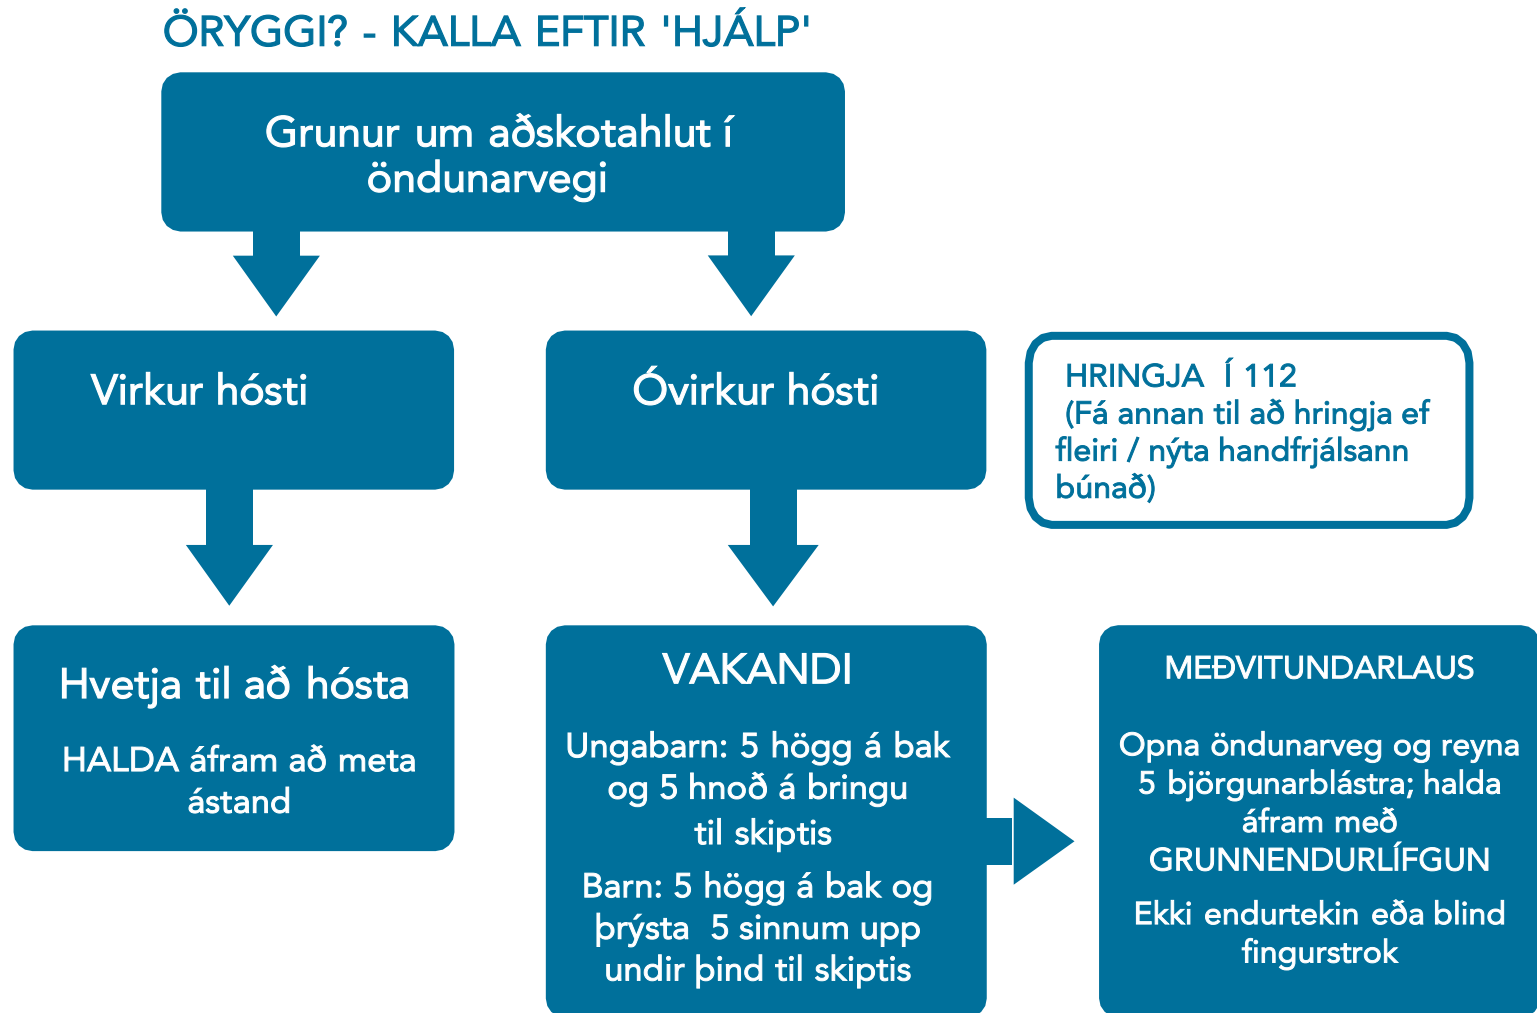 ÖRYGGI? - KALLA EFTIR 'HJÁLP'
Grunur um aðskotahlut í
öndunarvegi
Virkur hósti
Óvirkur hósti
HRINGJA Í 112
(Fá annan til að hringja ef
fleiri / nýta handfrjálsann
búnað)
Hvetja til að hósta
HALDA áfram að meta
ástand
VAKANDI
Ungabarn: 5 högg á bak
og 5 hnoð á bringu
til skiptis
Barn: 5 högg á bak og
þrýsta 5 sinnum upp
undir þind til skiptis
MEÐVITUNDARLAUS
Opna öndunarveg og reyna
5 björgunarblástra; halda
áfram með
GRUNNENDURLÍFGUN
Ekki endurtekin eða blind
fingurstrok